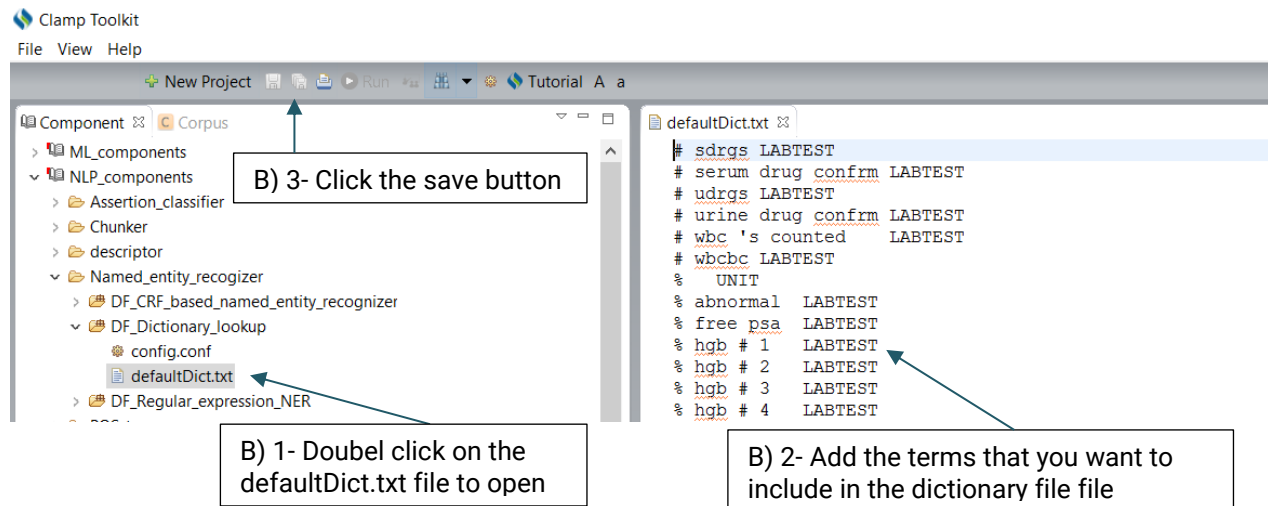 Clamp Toolkit
File View Help
New Project Run Tutorial A a
Component Corpus
ML_components
NLP_components
Assertion_classifier
Chunker
descriptor
Named_entity_recogizer
DF_CRF_based_named_entity_recognizer
DF_Dictionary_lookup
config.conf
defaultDict.txt
DF_Regular_expression_NER
B) 3- Click the save button
B) 1- Doubel click on the
defaultDict.txt file to open
defaultDict.txt
# sdrgs LABTEST
# serum drug confrm LABTEST
# udrgs LABTEST
# urine drug confrm LABTEST
# wbc 's counted LABTEST
# wbcbc LABTEST
% UNIT
% abnormal LABTEST
% free psa LABTEST
% hgb # 1 LABTEST
% hgb # 2 LABTEST
% hgb # 3 LABTEST
% hgb # 4 LABTEST
B) 2- Add the terms that you want to
include in the dictionary file file